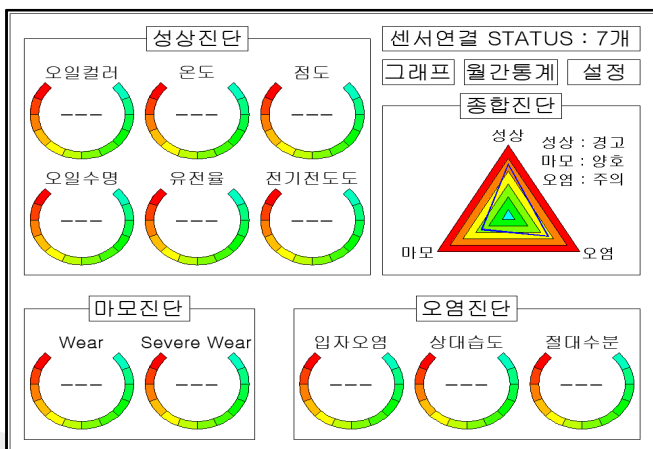 성상진단
오일컬러
온도
점도
---
---
---
오일수명
유전율
전기전도도
---
---
---
센서연결 STATUS : 7개
그래프
월간통계
설정
종합진단
성상
성상 : 경고
마모 : 양호
오염 : 주의
마모
오염
마모진단
Wear
Severe Wear
---
---
오염진단
입자오염
상대습도
절대수분
---
---
---